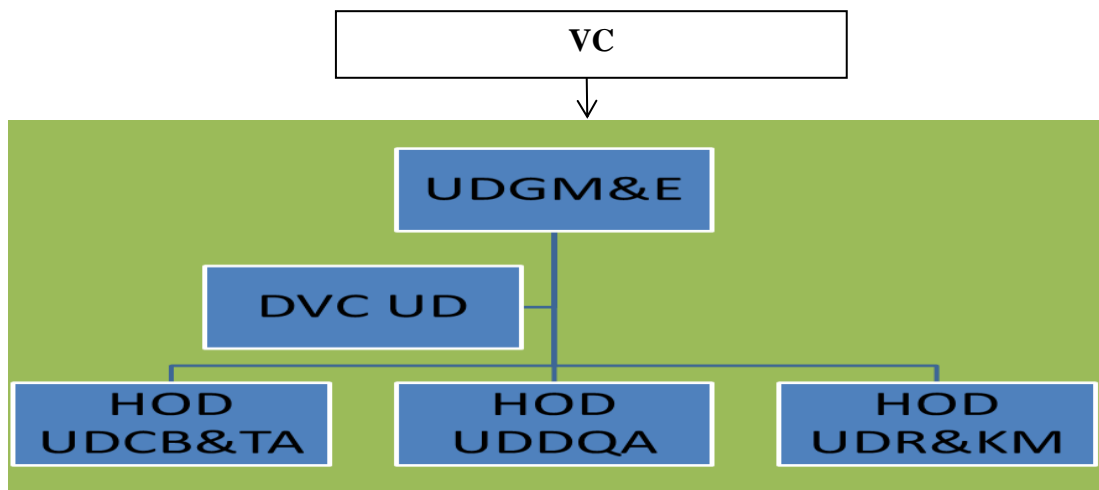 VC
UDGM&E
DVC UD
HOD
UDCB&TA
HOD
UDDQA
HOD
UDR&KM